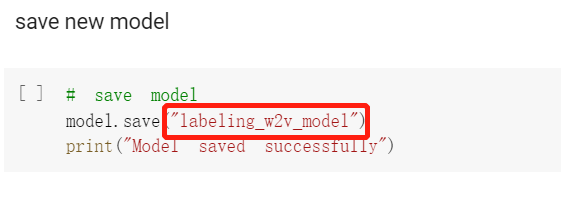 save new model
[ ] # save model
model.save("labeling_w2v_model")
print("Model saved successfully")